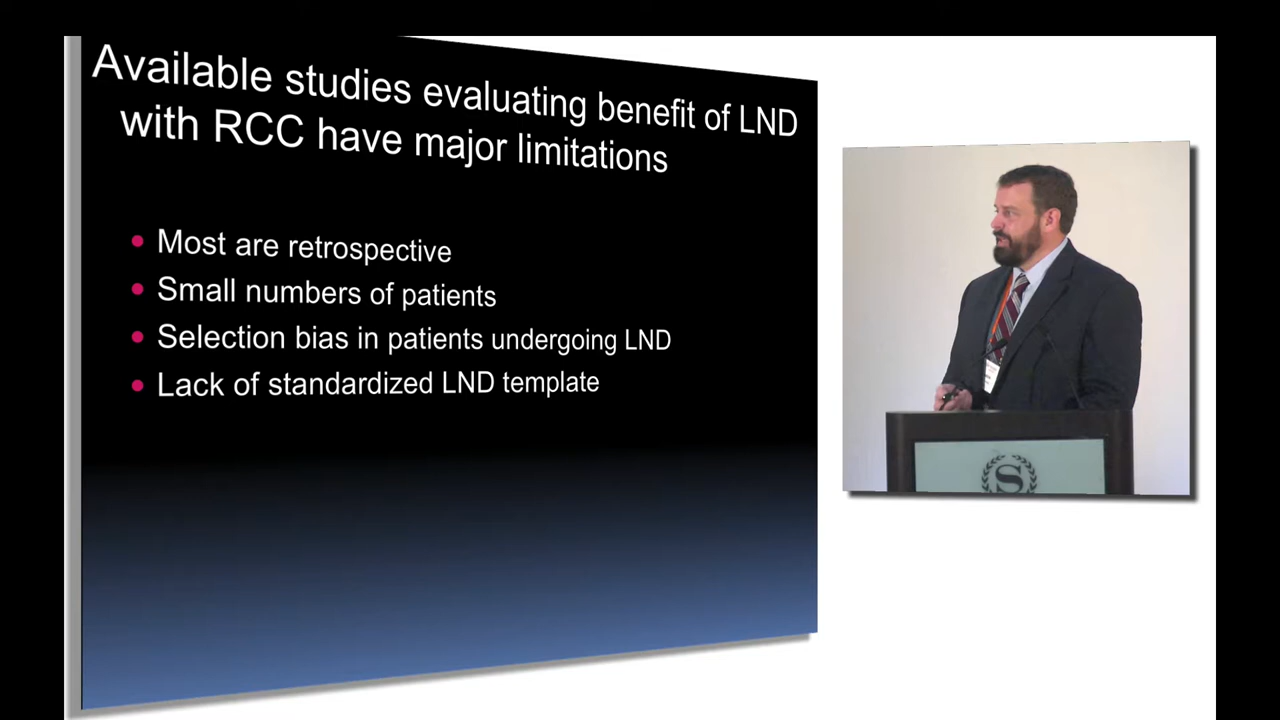 Available studies evaluating benefit of LND
with RCC have major limitations
Most are retrospective
Small numbers of patients
Selection bias in patients undergoing LND
Lack of standardized LND template
S